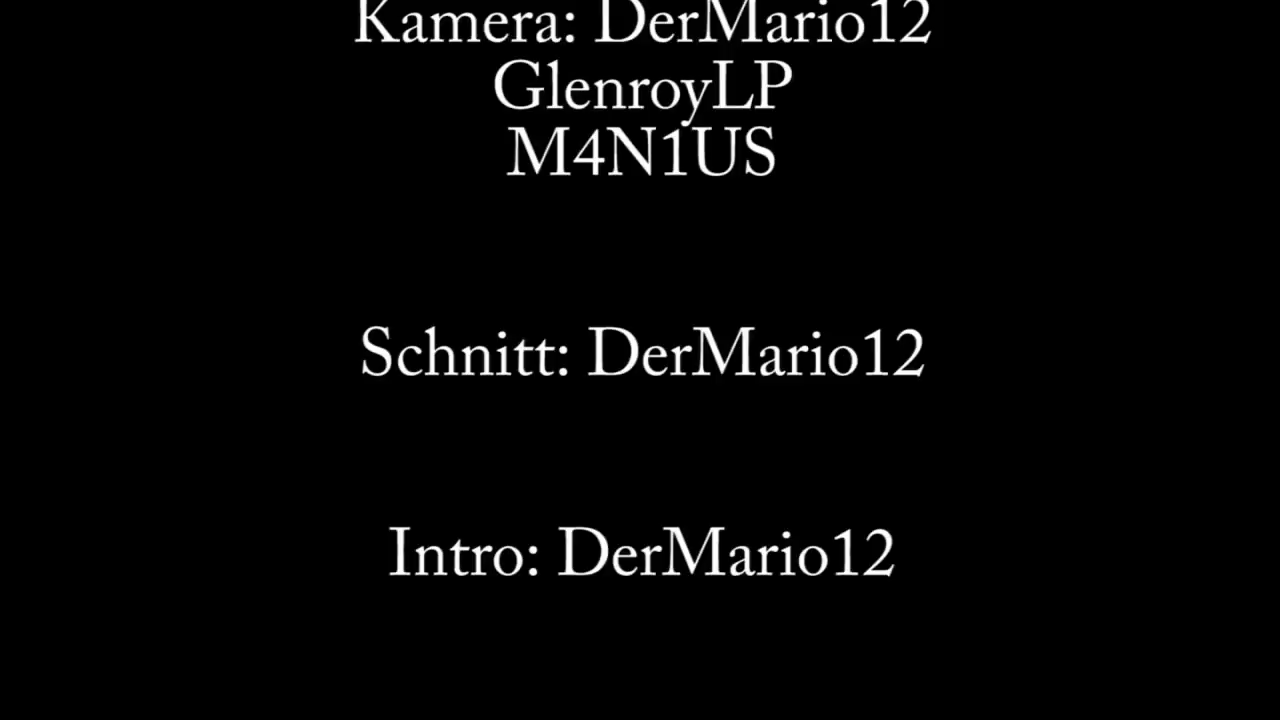 Kamera: DerMario12
GlenroyLP
M4N1US
Schnitt: DerMario12
Intro: DerMario12